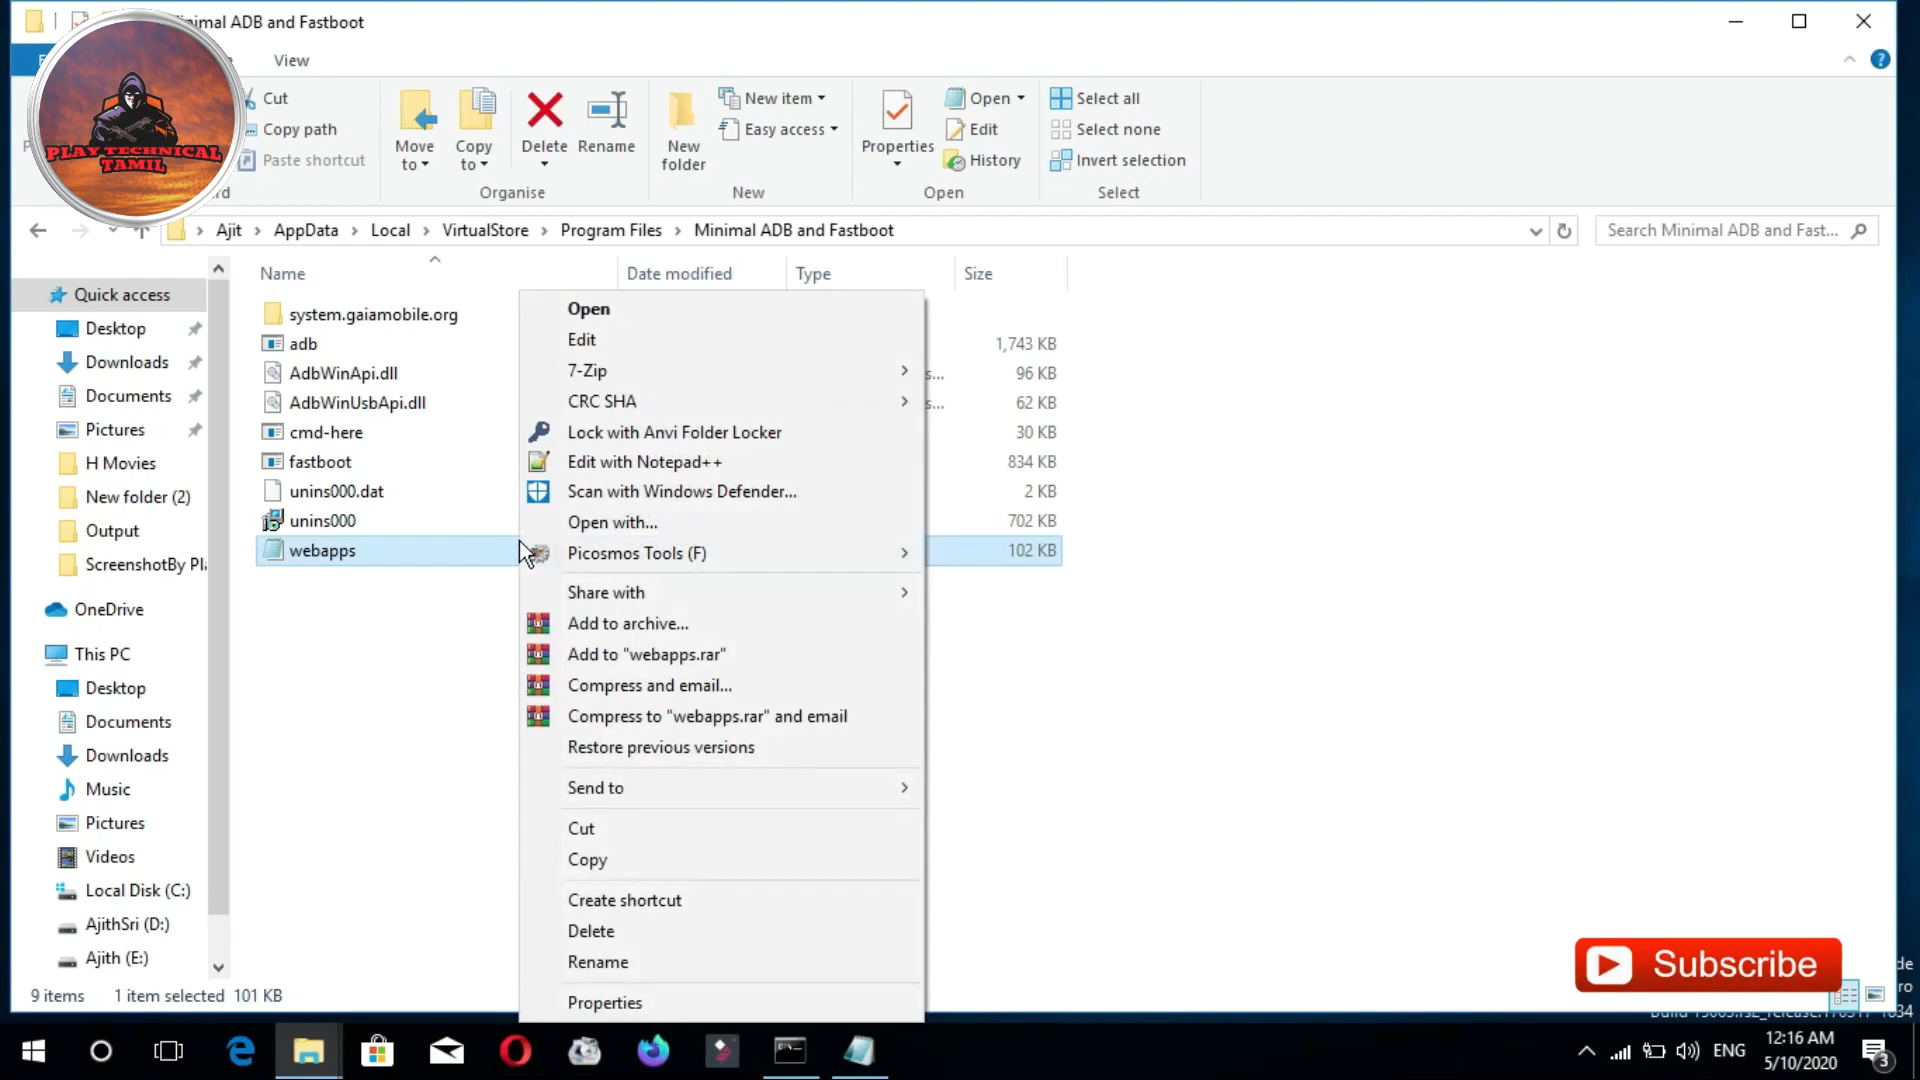 Minimal ADB and Fastboot
View
Cut
Copy path
Paste shortcut
Move to
Copy to
Delete
Rename
Organise
New folder
New item
Easy access
New
Properties
Open
Edit
History
Open
Select all
Select none
Invert selection
Select
PLAY TECHNICAL
TAMIL
Ajit > AppData > Local > VirtualStore > Program Files > Minimal ADB and Fastboot
Search Minimal ADB and Fast...
Quick access
Desktop
Downloads
Documents
Pictures
H Movies
New folder (2)
Output
ScreenshotBy Pl
OneDrive
This PC
Desktop
Documents
Downloads
Music
Pictures
Videos
Local Disk (C:)
AjithSri (D:)
Ajith (E:)
Name Date modified Type Size
system.gaiamobile.org
adb 1,743 KB
AdbWinApi.dll s... 96 KB
AdbWinUsbApi.dll s... 62 KB
cmd-here 30 KB
fastboot 834 KB
unins000.dat 2 KB
unins000 702 KB
webapps 102 KB
Open
Edit
7-Zip
CRC SHA
Lock with Anvi Folder Locker
Edit with Notepad++
Scan with Windows Defender...
Open with...
Picosmos Tools (F)
Share with
Add to archive...
Add to "webapps.rar"
Compress and email...
Compress to "webapps.rar" and email
Restore previous versions
Send to
Cut
Copy
Create shortcut
Delete
Rename
Properties
Subscribe
9 items 1 item selected 101 KB
ENG
12:16 AM
5/10/2020
3